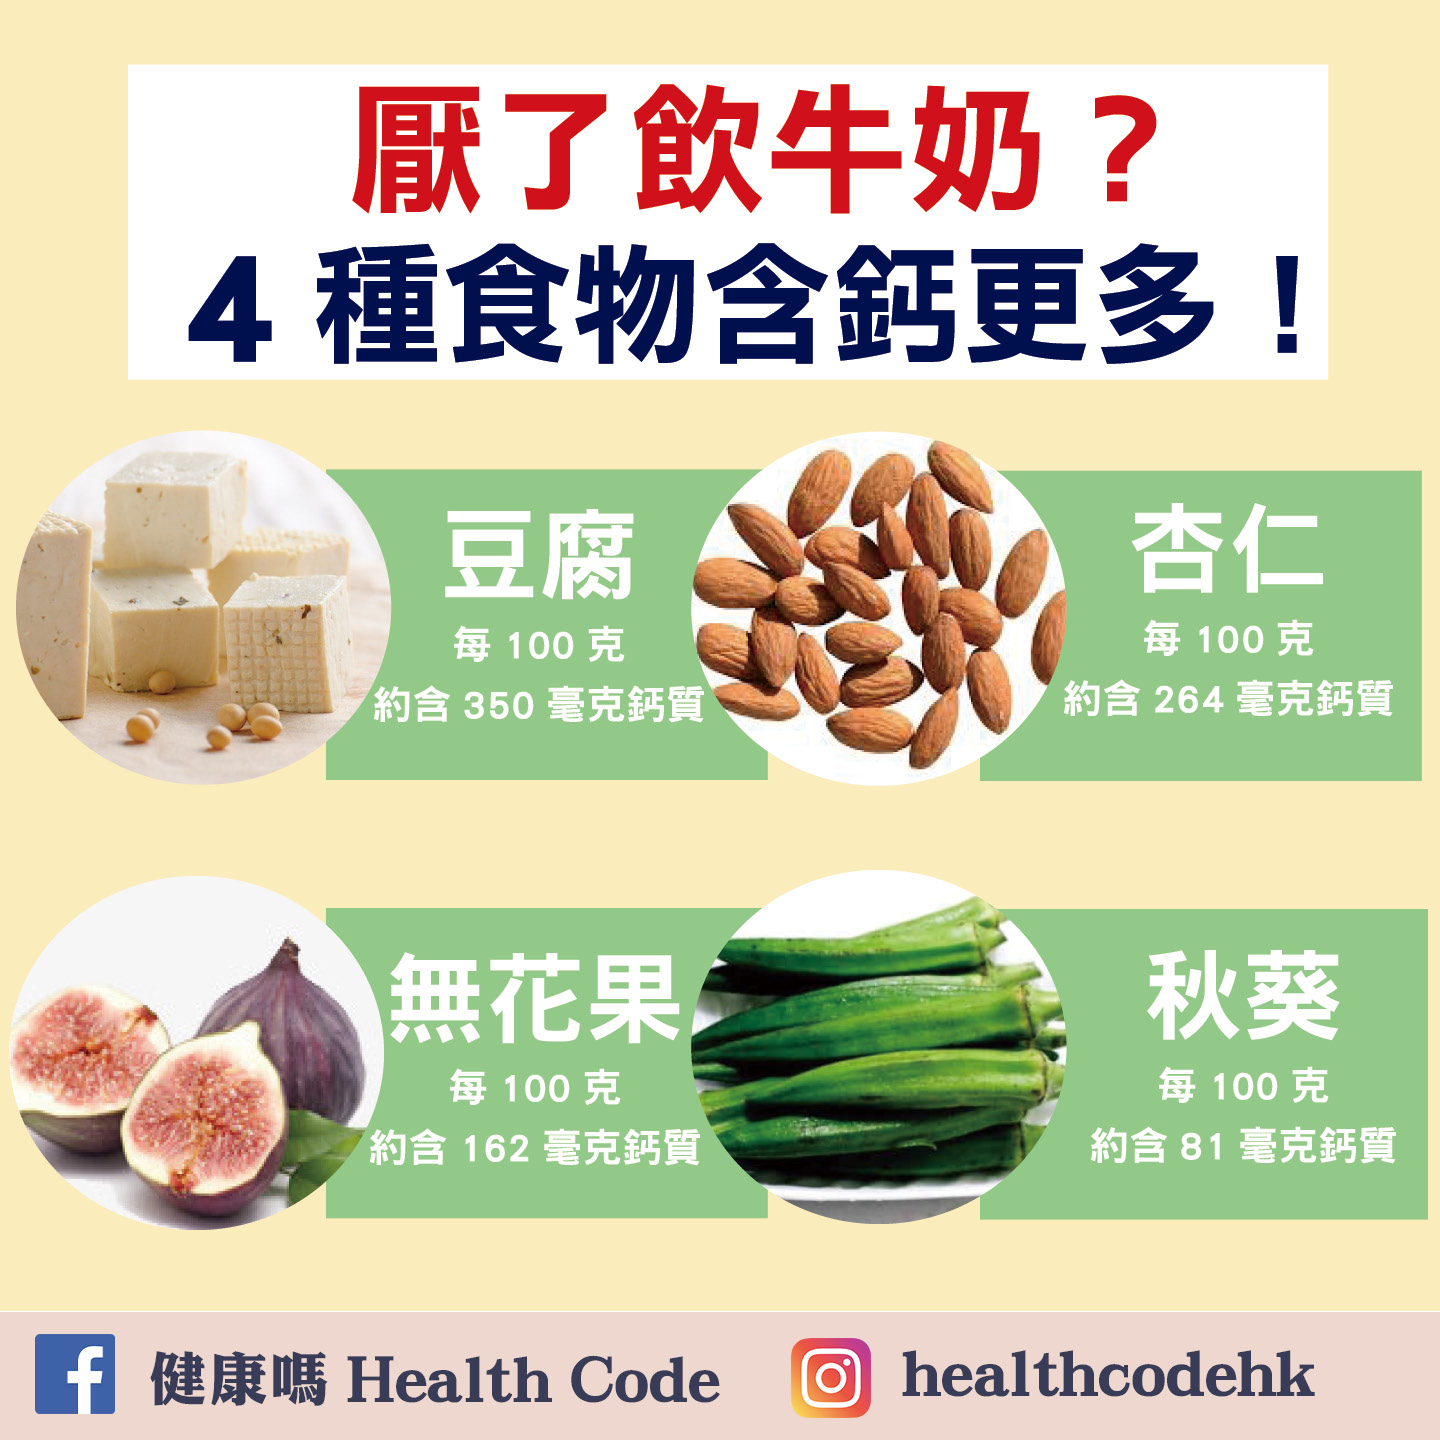 厭了飲牛奶？
4 種食物含鈣更多！
豆腐
每 100 克
約含 350 毫克鈣質
杏仁
每 100 克
約含 264 毫克鈣質
無花果
每 100 克
約含 162 毫克鈣質
秋葵
每 100 克
約含 81 毫克鈣質
健康嗎 Health Code
healthcodehk